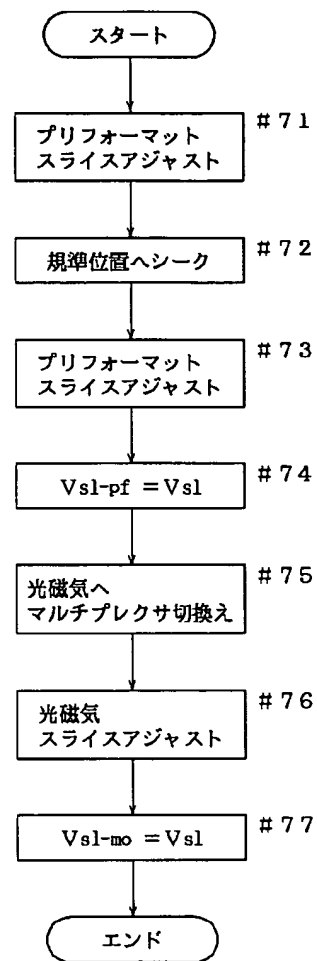 スタート
プリフォーマット
スライスアジャスト
#71
規準位置へシーク
#72
プリフォーマット
スライスアジャスト
#73
Vsl-pf =Vsl
#74
光磁気へ
マルチプレクサ切換え
#75
光磁気
スライスアジャスト
#76
Vsl-mo =Vsl
#77
エンド